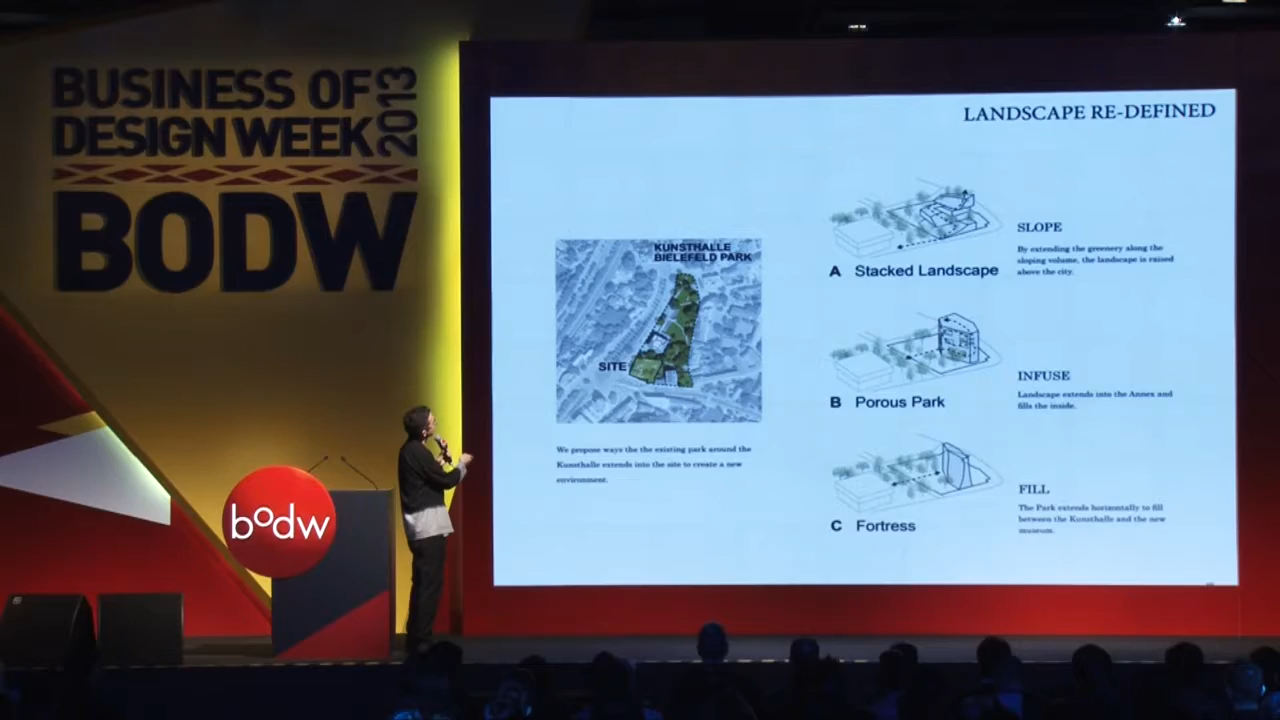 BUSINESS OF
DESIGN WEEK
2013
BODW
bodw
LANDSCAPE RE-DEFINED
KUNSTHALLE
BIELEFELD PARK
SITE
We propose ways the the existing park around the
Kunsthalle extends into the site to create a new
environment.
A Stacked Landscape
SLOPE
By extending the greenery along the
sloping volume, the landscape is raised
above the city.
B Porous Park
INFUSE
Landscape extends into the Annex and
fills the inside.
C Fortress
FILL
The Park extends horizontally to fill
between the Kunsthalle and the new
museum.